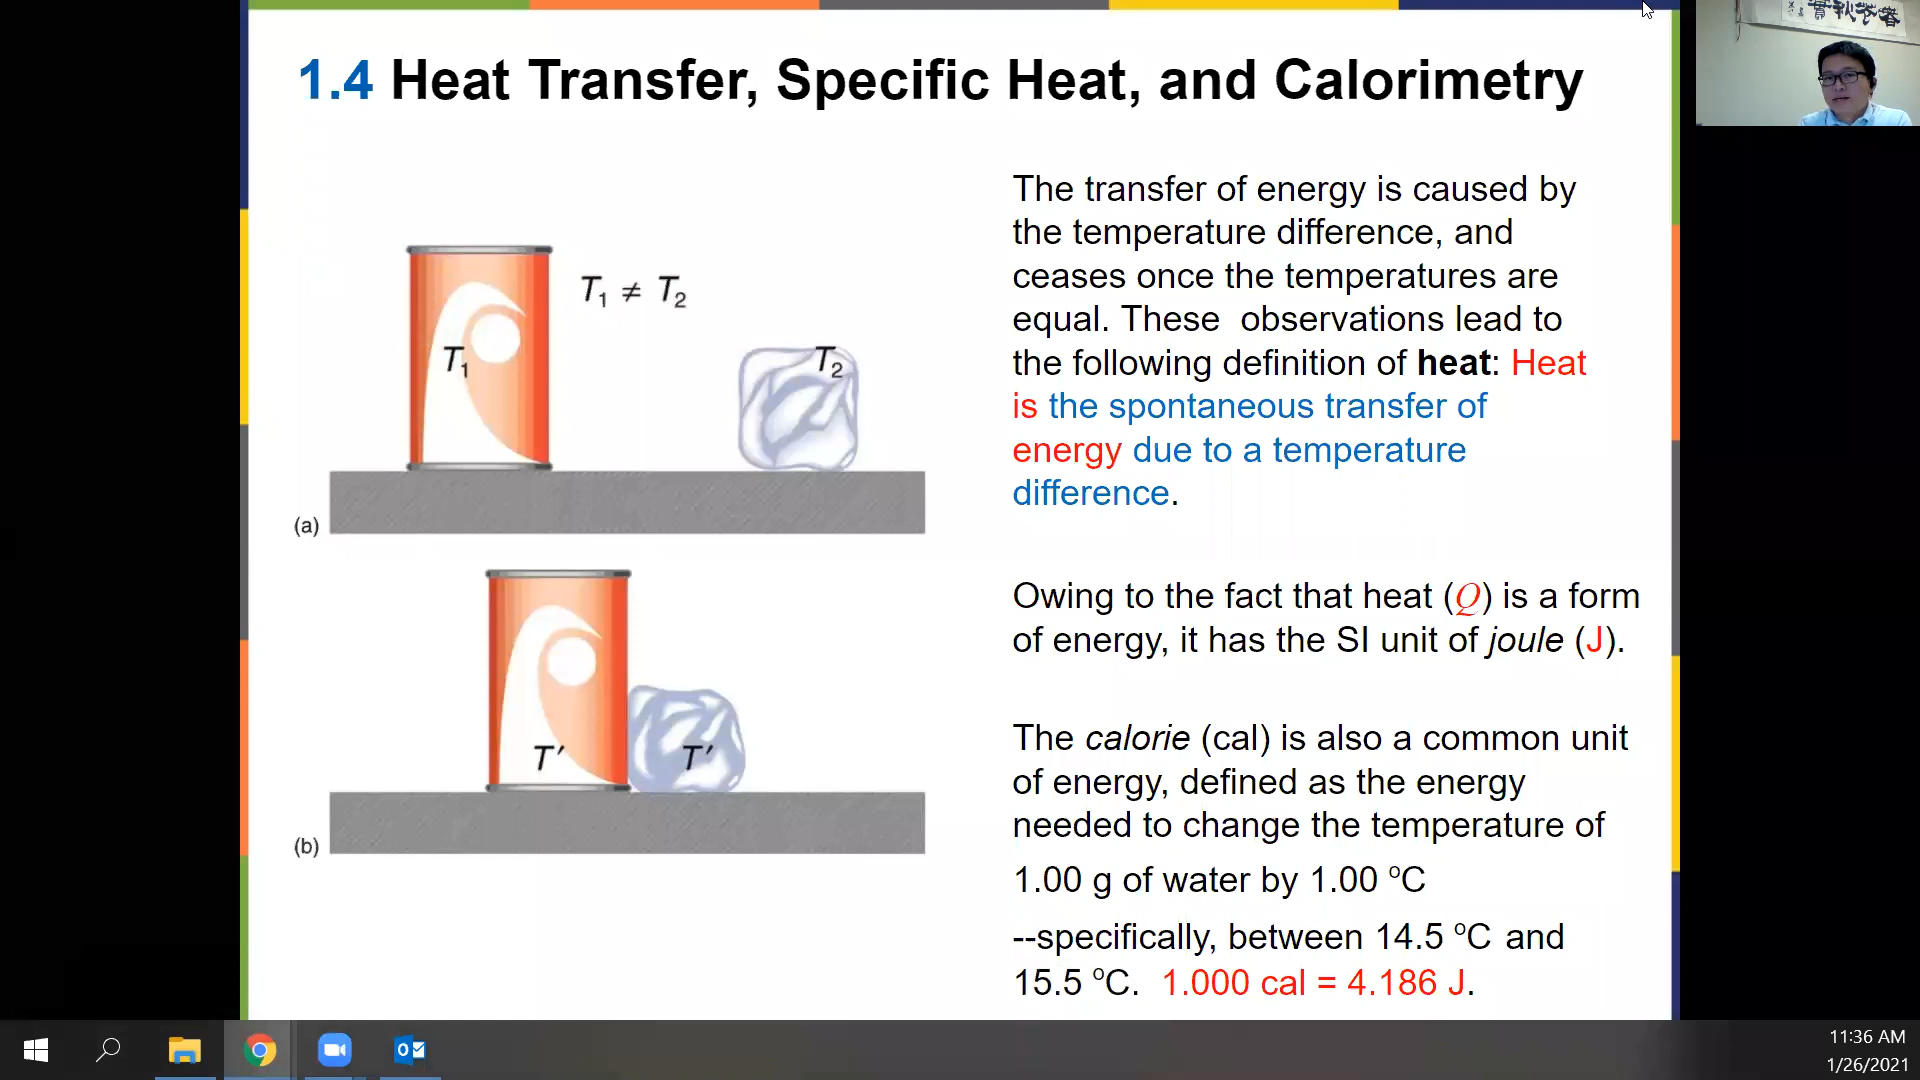 1.4 Heat Transfer, Specific Heat, and Calorimetry
T1 ≠ T2
T1
T2
(a)
T′
T′
(b)
The transfer of energy is caused by
the temperature difference, and
ceases once the temperatures are
equal. These observations lead to
the following definition of heat: Heat
is the spontaneous transfer of
energy due to a temperature
difference.
Owing to the fact that heat (Q) is a form
of energy, it has the SI unit of joule (J).
The calorie (cal) is also a common unit
of energy, defined as the energy
needed to change the temperature of
1.00 g of water by 1.00 ºC
--specifically, between 14.5 ºC and
15.5 ºC. 1.000 cal = 4.186 J.
11:36 AM
1/26/2021